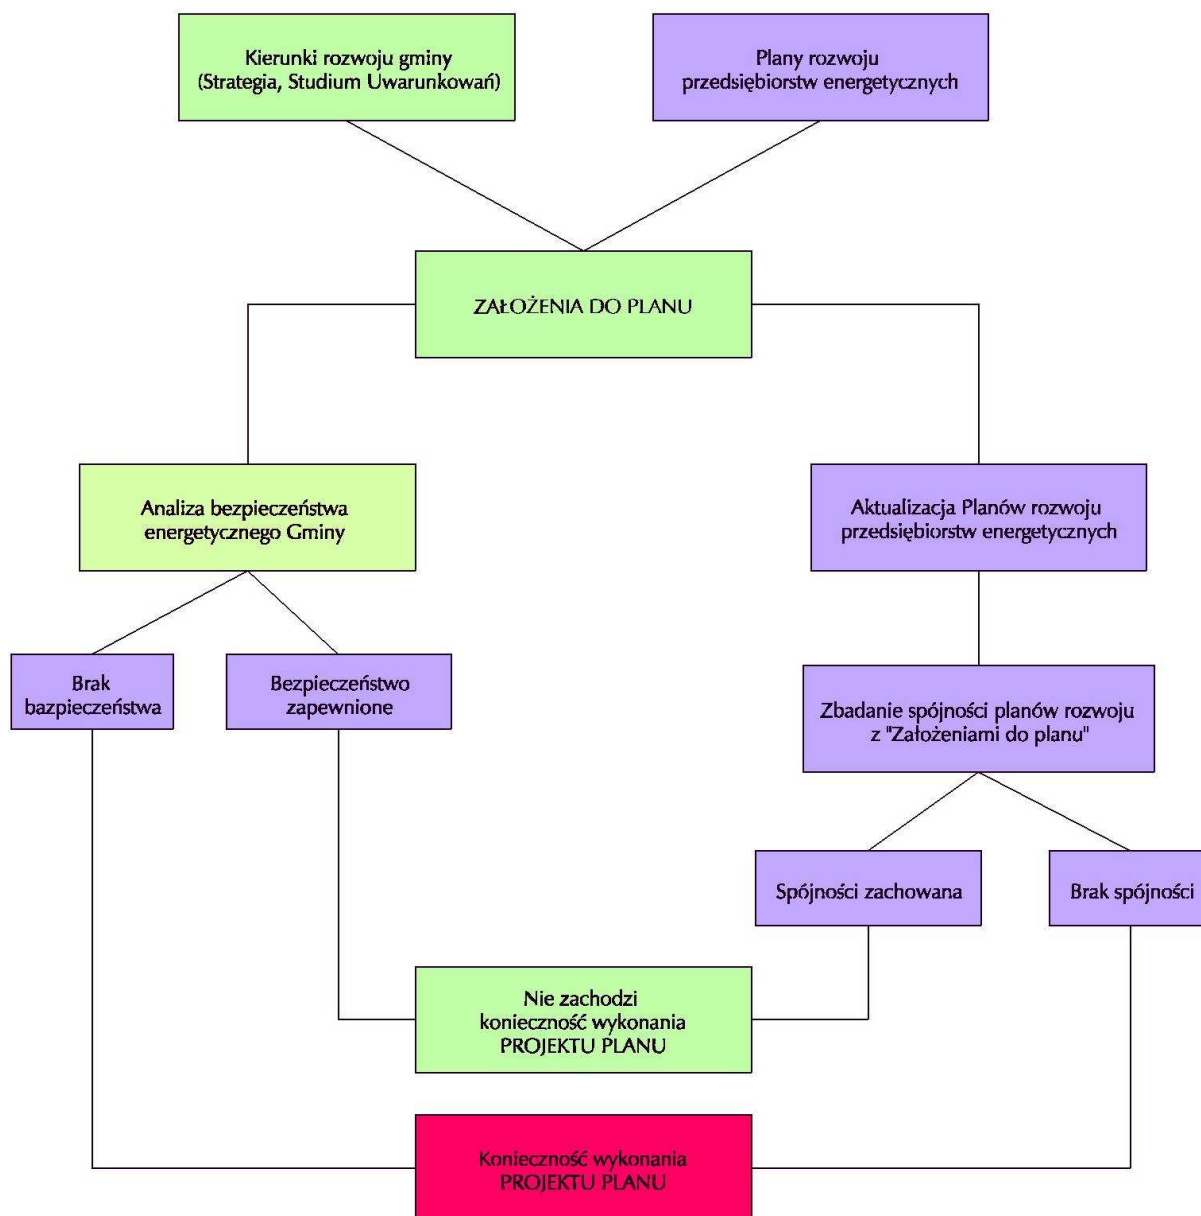 Kierunki rozwoju gminy
(Strategia, Studium Uwarunkowań)
Plany rozwoju
przedsiębiorstw energetycznych
ZAŁOŻENIA DO PLANU
Analiza bezpieczeństwa
energetycznego Gminy
Aktualizacja Planów rozwoju
przedsiębiorstw energetycznych
Brak
bazpieczeństwa
Bezpieczeństwo
zapewnione
Zbadanie spójności planów rozwoju
z "Założeniami do planu"
Spójności zachowana
Brak spójności
Nie zachodzi
konieczność wykonania
PROJEKTU PLANU
Konieczność wykonania
PROJEKTU PLANU